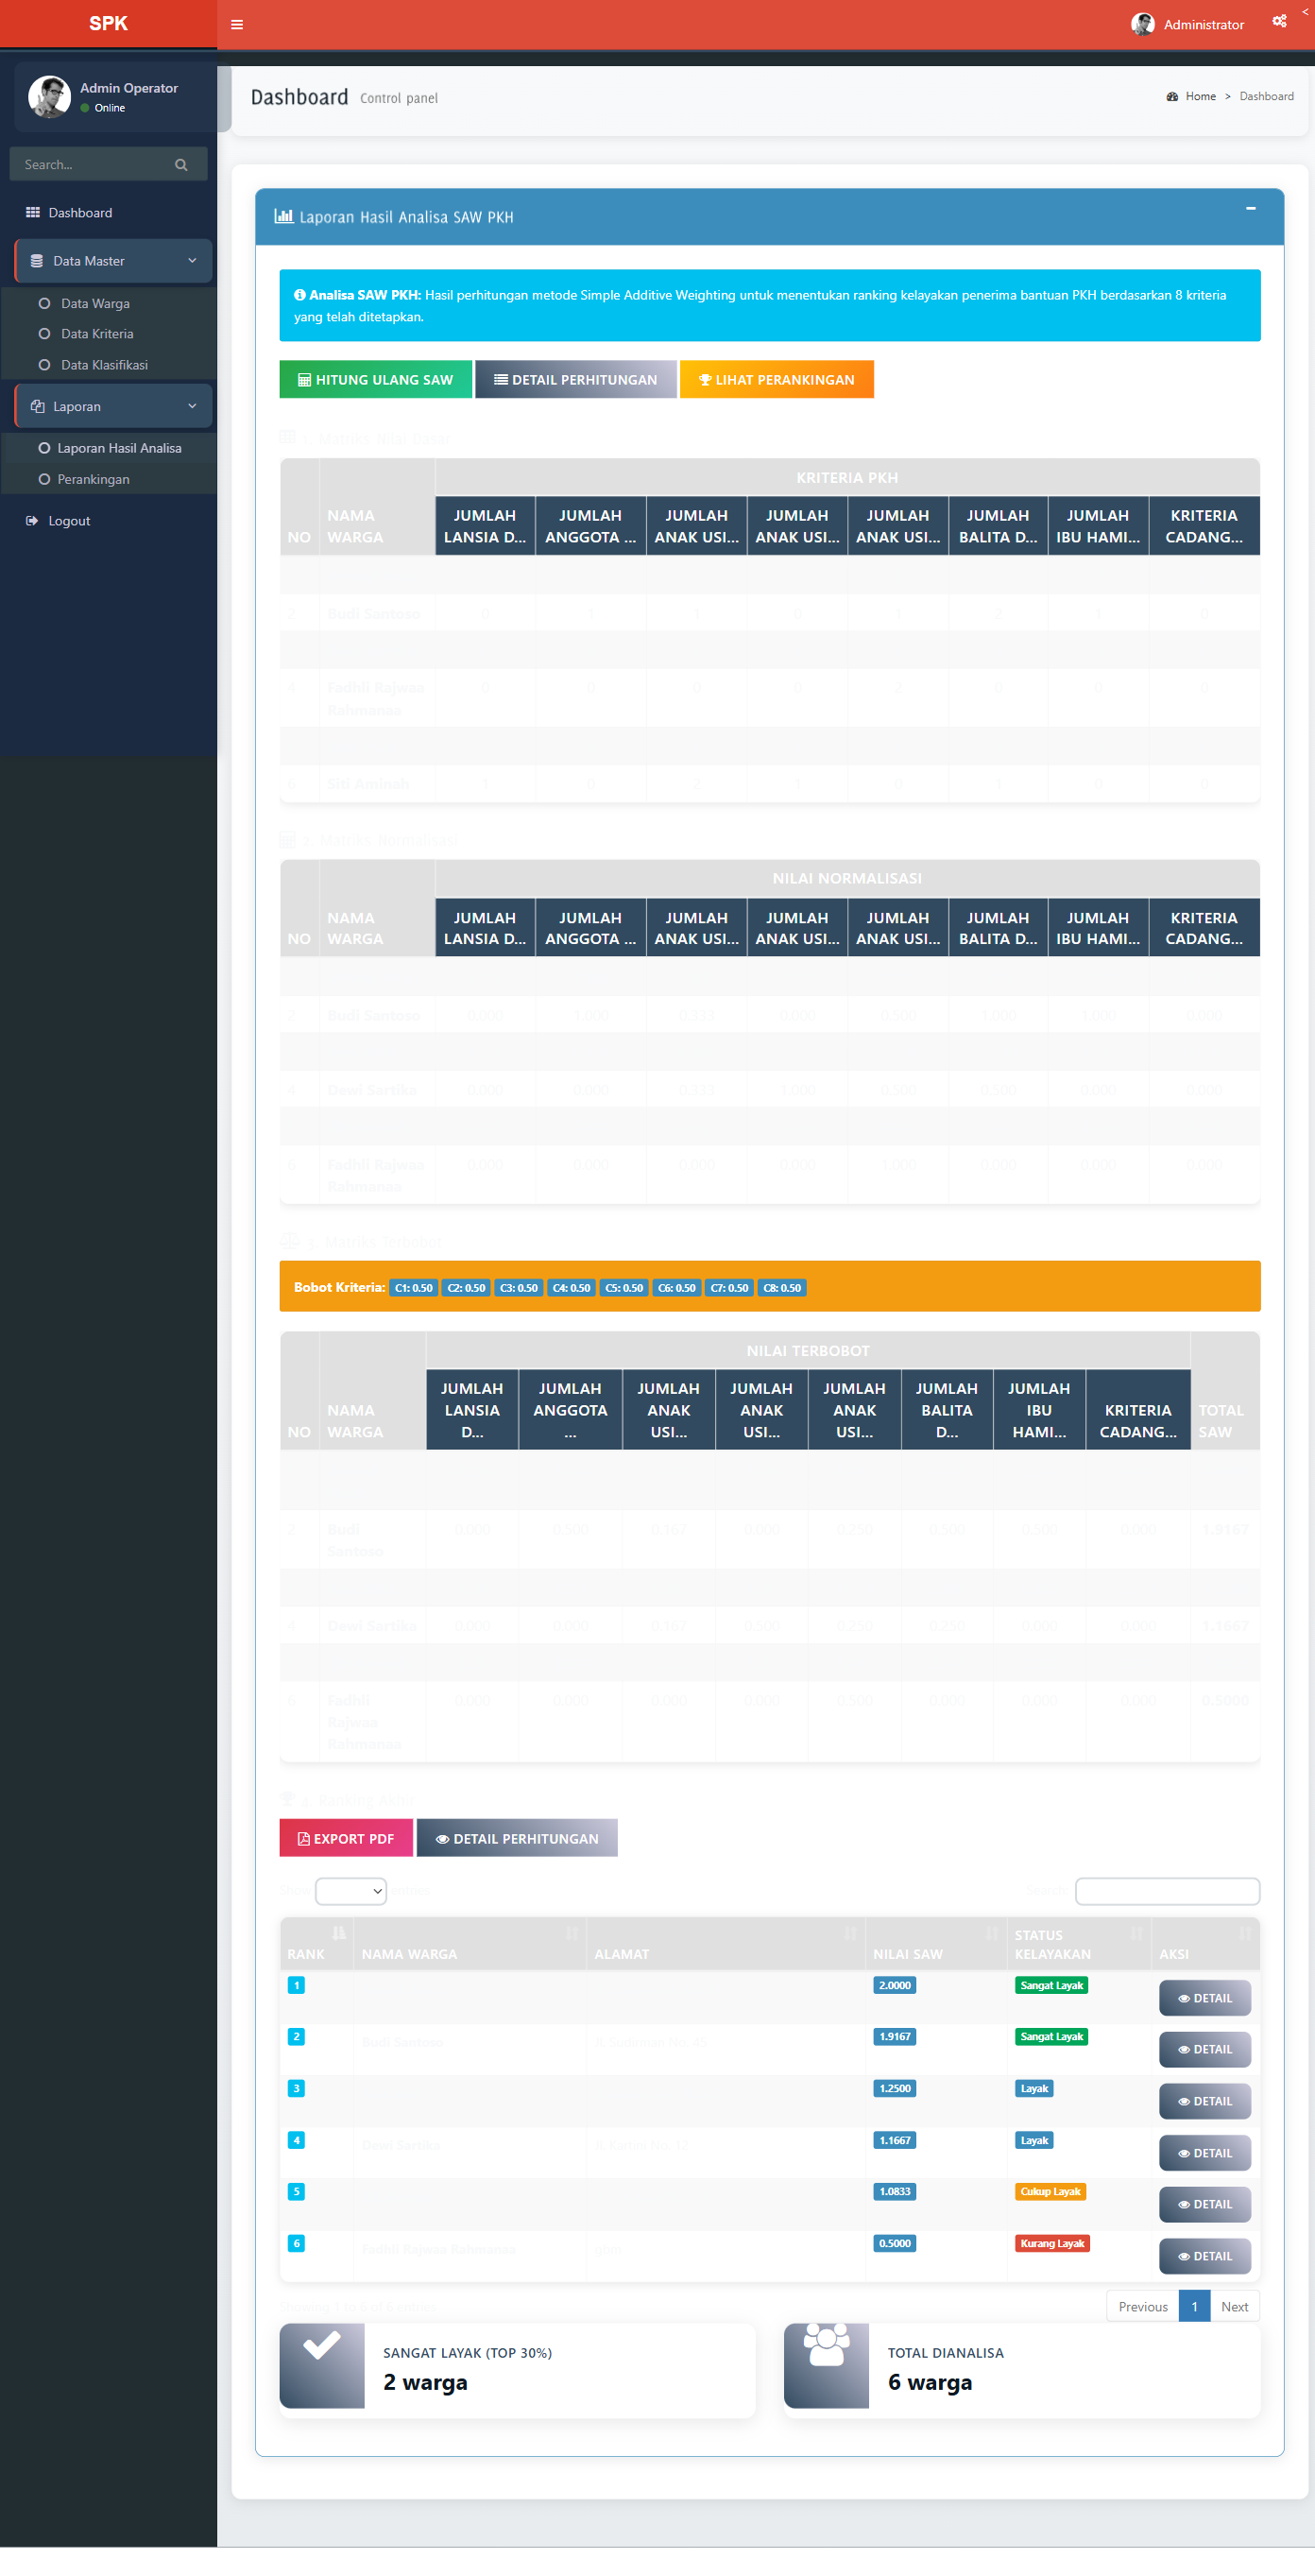 SPK
Administrator
<
Admin Operator
Online
Dashboard Control panel
Home > Dashboard
Search...
Dashboard
Data Master
Data Warga
Data Kriteria
Data Klasifikasi
Laporan
Laporan Hasil Analisa
Perankingan
Logout
Laporan Hasil Analisa SAW PKH
Analisa SAW PKH: Hasil perhitungan metode Simple Additive Weighting untuk menentukan ranking kelayakan penerima bantuan PKH berdasarkan 8 kriteria
yang telah ditetapkan.
HITUNG ULANG SAW DETAIL PERHITUNGAN LIHAT PERANKINGAN
1. Matriks Nilai Dasar
KRITERIA PKH
NO NAMA WARGA JUMLAH LANSIA D... JUMLAH ANGGOTA ... JUMLAH ANAK USI... JUMLAH ANAK USI... JUMLAH ANAK USI... JUMLAH BALITA D... JUMLAH IBU HAMI... KRITERIA CADANG...
2 Budi Santoso 0 1 1 0 1 2 1 0
4 Fadhli Rajwaa Rahmanaa 0 0 0 0 2 0 0 0
6 Siti Aminah 1 0 2 1 0 1 0 0
2. Matriks Normalisasi
NILAI NORMALISASI
NO NAMA WARGA JUMLAH LANSIA D... JUMLAH ANGGOTA ... JUMLAH ANAK USI... JUMLAH ANAK USI... JUMLAH ANAK USI... JUMLAH BALITA D... JUMLAH IBU HAMI... KRITERIA CADANG...
2 Budi Santoso 0.000 1.000 0.333 0.000 0.500 1.000 1.000 0.000
4 Dewi Sartika 0.000 0.000 0.333 1.000 0.500 0.500 0.000 0.000
6 Fadhli Rajwaa Rahmanaa 0.000 0.000 0.000 0.000 1.000 0.000 0.000 0.000
3. Matriks Terbobot
Bobot Kriteria: C1: 0.50 C2: 0.50 C3: 0.50 C4: 0.50 C5: 0.50 C6: 0.50 C7: 0.50 C8: 0.50
NILAI TERBOBOT
NO NAMA WARGA JUMLAH LANSIA D... JUMLAH ANGGOTA ... JUMLAH ANAK USI... JUMLAH ANAK USI... JUMLAH ANAK USI... JUMLAH BALITA D... JUMLAH IBU HAMI... KRITERIA CADANG... TOTAL SAW
2 Budi Santoso 0.000 0.500 0.167 0.000 0.250 0.500 0.500 0.000 1.9167
4 Dewi Sartika 0.000 0.000 0.167 0.500 0.250 0.250 0.000 0.000 1.1667
6 Fadhli Rajwaa Rahmanaa 0.000 0.000 0.000 0.000 0.500 0.000 0.000 0.000 0.5000
4. Ranking Akhir
EXPORT PDF DETAIL PERHITUNGAN
Show entries Search:
RANK NAMA WARGA ALAMAT NILAI SAW STATUS KELAYAKAN AKSI
1 2.0000 Sangat Layak DETAIL
2 Budi Santoso Jl. Sudirman No. 45 1.9167 Sangat Layak DETAIL
3 1.2500 Layak DETAIL
4 Dewi Sartika Jl. Kartini No. 12 1.1667 Layak DETAIL
5 1.0833 Cukup Layak DETAIL
6 Fadhli Rajwaa Rahmanaa 0.5000 Kurang Layak DETAIL
Showing 1 to 6 of 6 entries
Previous 1 Next
SANGAT LAYAK (TOP 30%)
2 warga
TOTAL DIANALISA
6 warga